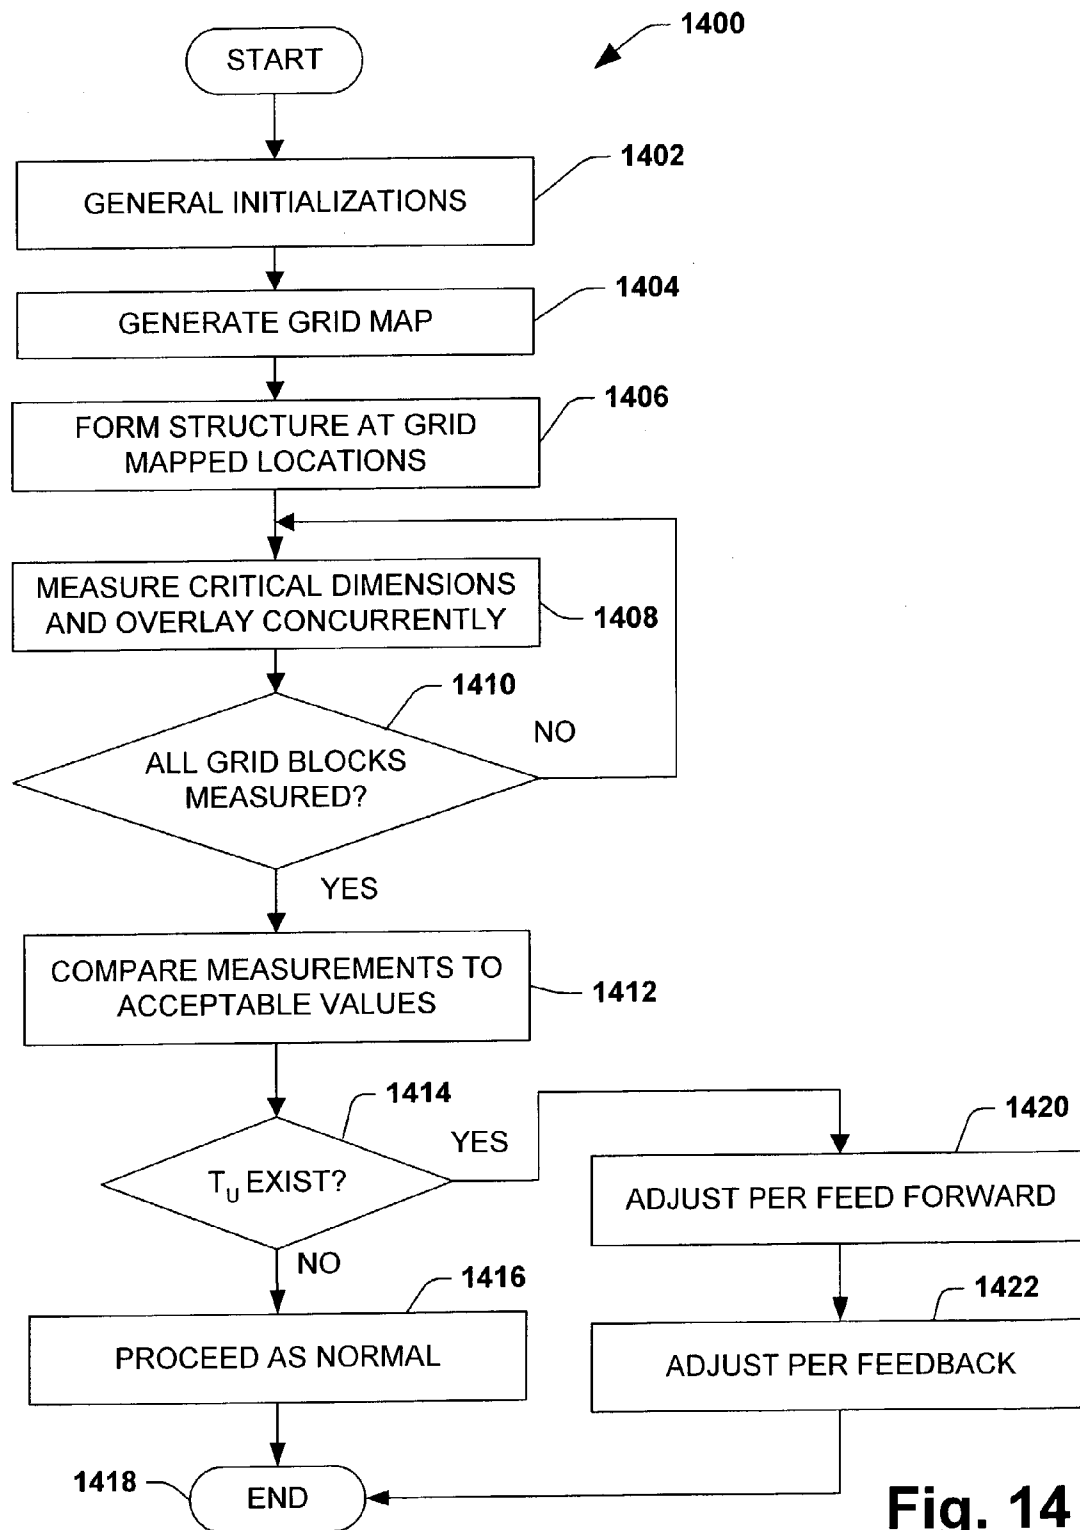 1400
START
1402
GENERAL INITIALIZATIONS
1404
GENERATE GRID MAP
1406
FORM STRUCTURE AT GRID
MAPPED LOCATIONS
MEASURE CRITICAL DIMENSIONS
AND OVERLAY CONCURRENTLY
1408
1410
NO
ALL GRID BLOCKS
MEASURED?
YES
COMPARE MEASUREMENTS TO
ACCEPTABLE VALUES
1412
1414
YES
1420
TU EXIST?
ADJUST PER FEED FORWARD
NO
1416
1422
PROCEED AS NORMAL
ADJUST PER FEEDBACK
1418
END
Fig. 14